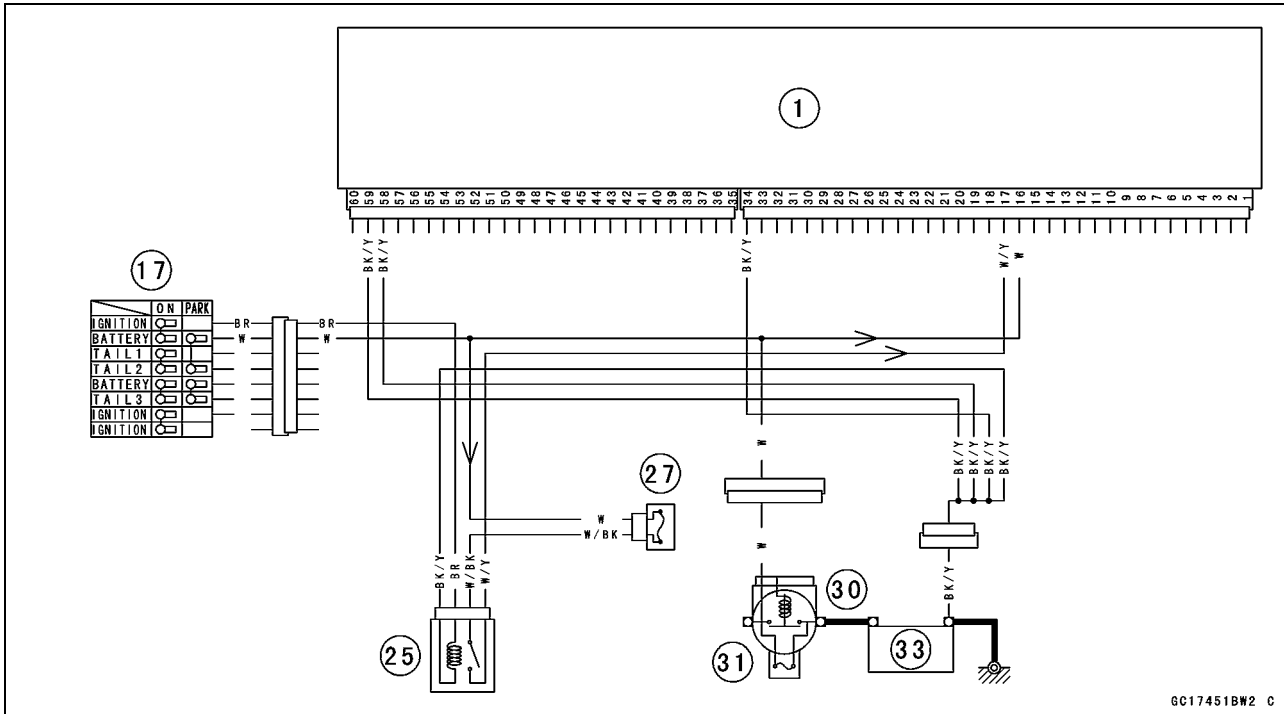 1
60 59 58 57 56 55 54 53 52 51 50 49 48 47 46 45 44 43 42 41 40 39 38 37 36 35 34 33 32 31 30 29 28 27 26 25 24 23 22 21 20 19 18 17 16 15 14 13 12 11 10 9 8 7 6 5 4 3 2 1
BK/Y BK/Y BK/Y W/Y W
17
ON PARK
IGNITION BR BR
BATTERY W W
TAIL1
TAIL2
BATTERY
TAIL3
IGNITION
IGNITION
W
BK/Y BK/Y BK/Y BK/Y
27
W
W/BK
BK/Y BR W/BK W/Y
W
BK/Y
30
25
31
33
GC17451BW2 C